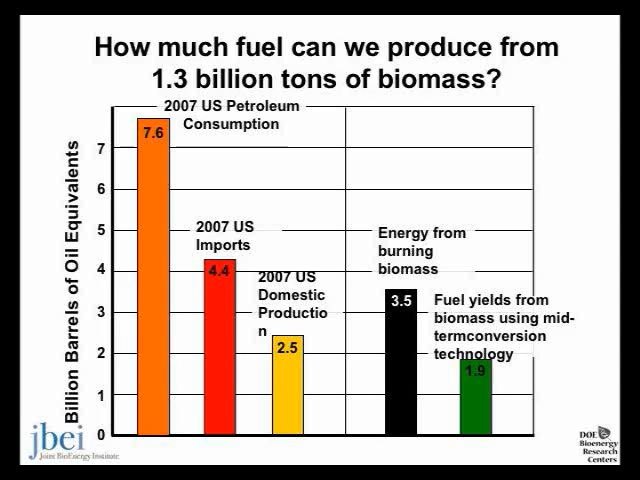 How much fuel can we produce from
1.3 billion tons of biomass?
Billion Barrels of Oil Equivalents
7
6
5
4
3
2
1
0
2007 US Petroleum
Consumption
7.6
2007 US
Imports
4.4
2007 US
Domestic
Productio
n
2.5
Energy from
burning
biomass
3.5
Fuel yields from
biomass using mid-
termconversion
technology
1.9
jbei
Joint BioEnergy Institute
DOE
Bioenergy
Research
Centers